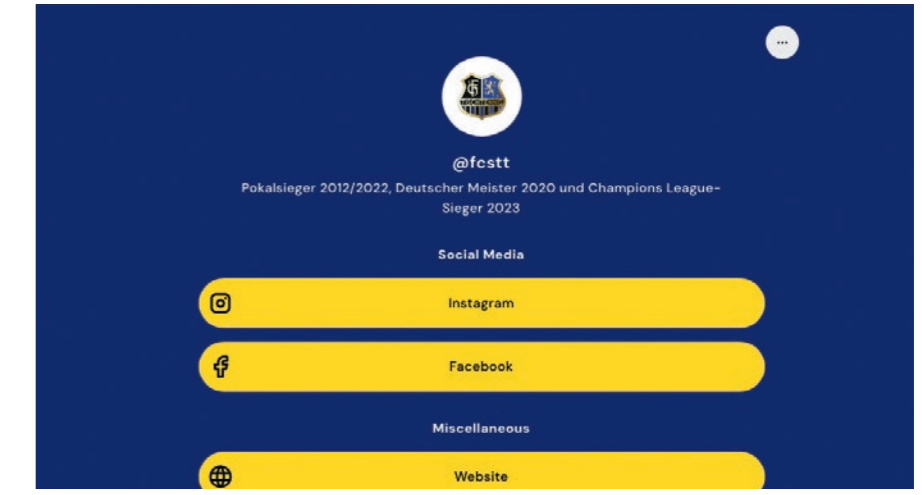 @fcstt
Pokalsieger 2012/2022, Deutscher Meister 2020 und Champions League-
Sieger 2023
Social Media
Instagram
Facebook
Miscellaneous
Website